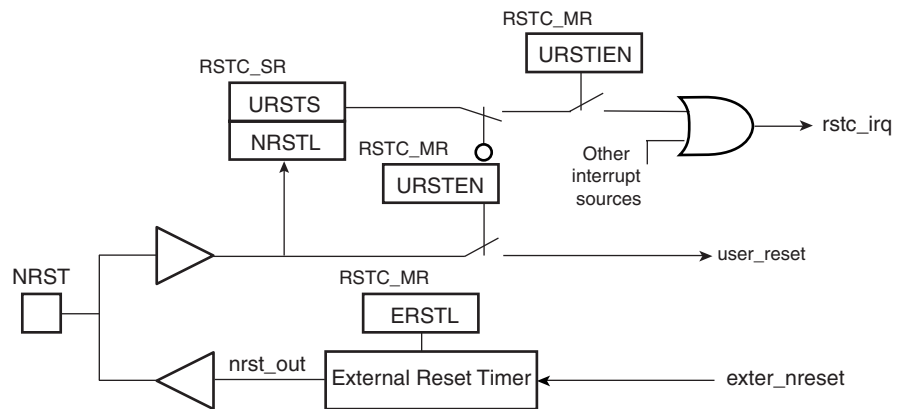 RSTC_MR
URSTIEN
RSTC_SR
URSTS
NRSTL
RSTC_MR
URSTEN
rstc_irq
Other
interrupt
sources
user_reset
NRST
RSTC_MR
ERSTL
nrst_out
External Reset Timer
exter_nreset